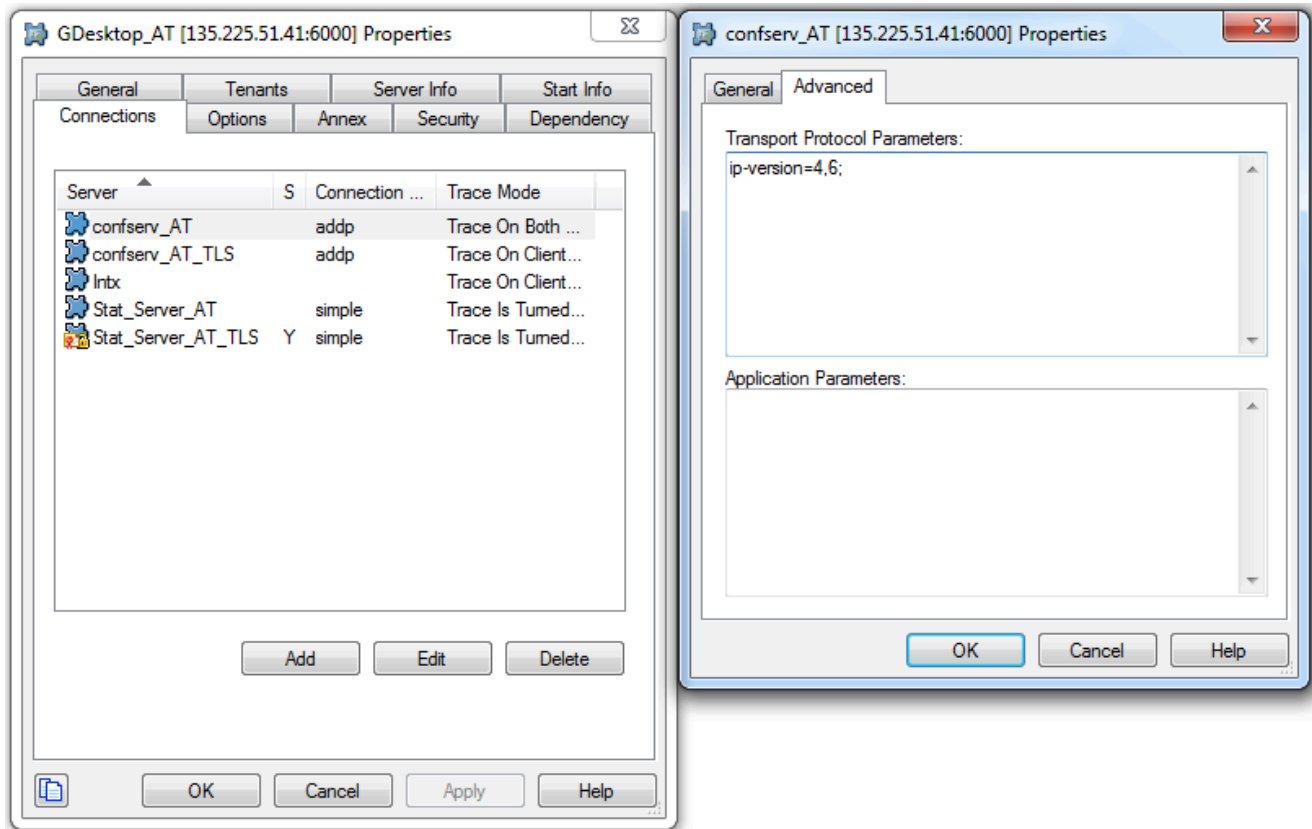 GDesktop_AT [135.225.51.41:6000] Properties
General Tenants Server Info Start Info
Connections Options Annex Security Dependency
Server S Connection ... Trace Mode
confserv_AT addp Trace On Both ...
confserv_AT_TLS addp Trace On Client...
Intx Trace On Client...
Stat_Server_AT simple Trace Is Turned...
Stat_Server_AT_TLS Y simple Trace Is Turned...
Add Edit Delete
OK Cancel Apply Help
confserv_AT [135.225.51.41:6000] Properties
General Advanced
Transport Protocol Parameters:
ip-version=4,6;
Application Parameters:
OK Cancel Help